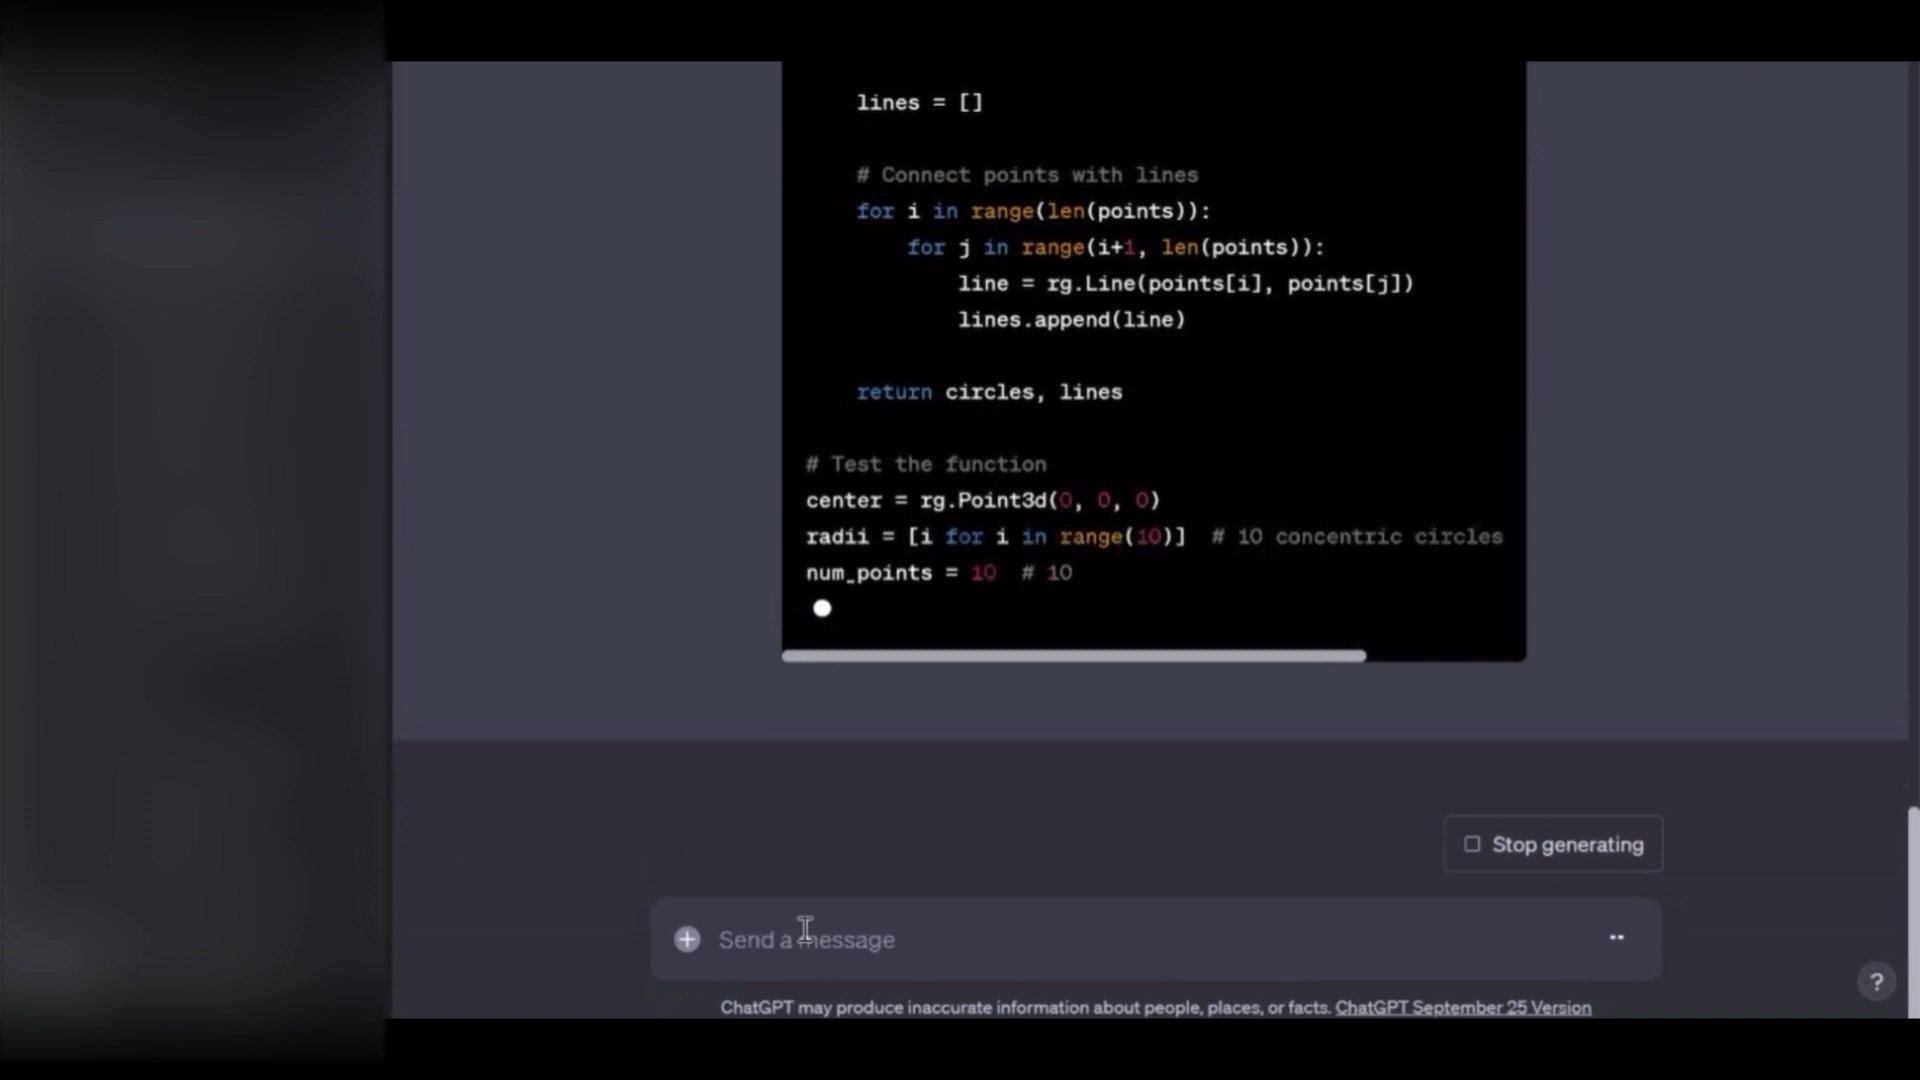 lines = []
# Connect points with lines
for i in range(len(points)):
for j in range(i+1, len(points)):
line = rg.Line(points[i], points[j])
lines.append(line)
return circles, lines
# Test the function
center = rg.Point3d(0, 0, 0)
radii = [i for i in range(10)]  # 10 concentric circles
num_points = 10  # 10
Stop generating
Send a message
?
ChatGPT may produce inaccurate information about people, places, or facts. ChatGPT September 25 Version